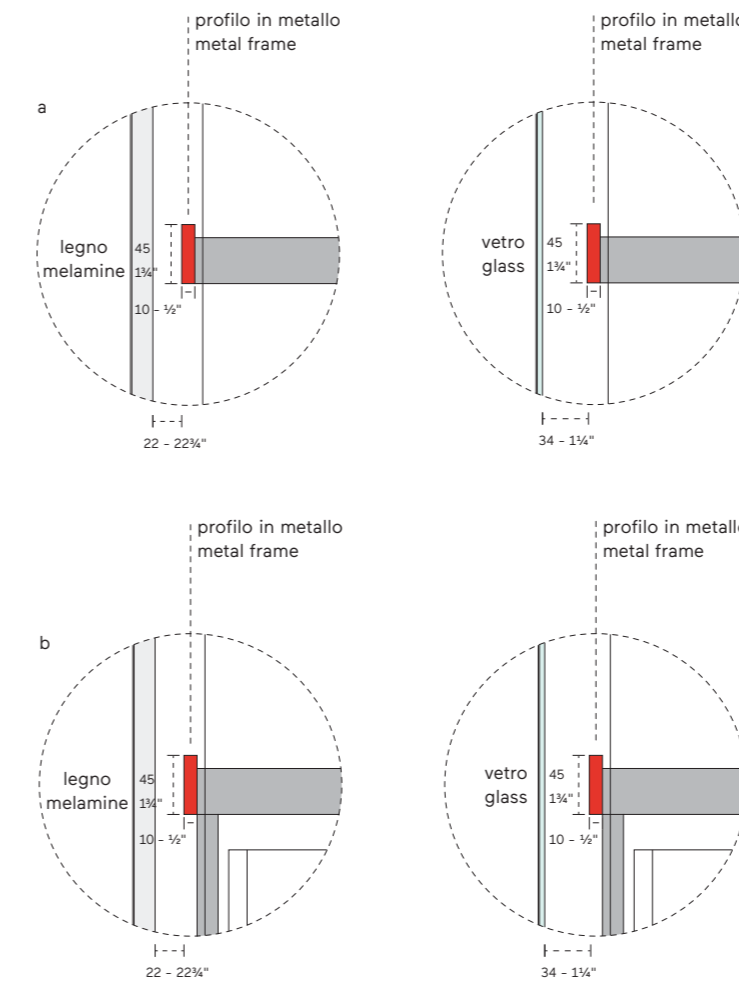 profilo in metallo
metal frame
profilo in metallo
metal frame
a
legno
melamine
45
1¾"
10 - ½"
22 - 22¾"
vetro
glass
45
1¾"
10 - ½"
34 - 1¼"
profilo in metallo
metal frame
profilo in metall
metal frame
b
legno
melamine
45
1¾"
10 - ½"
22 - 22¾"
vetro
glass
45
1¾"
10 - ½"
34 - 1¼"